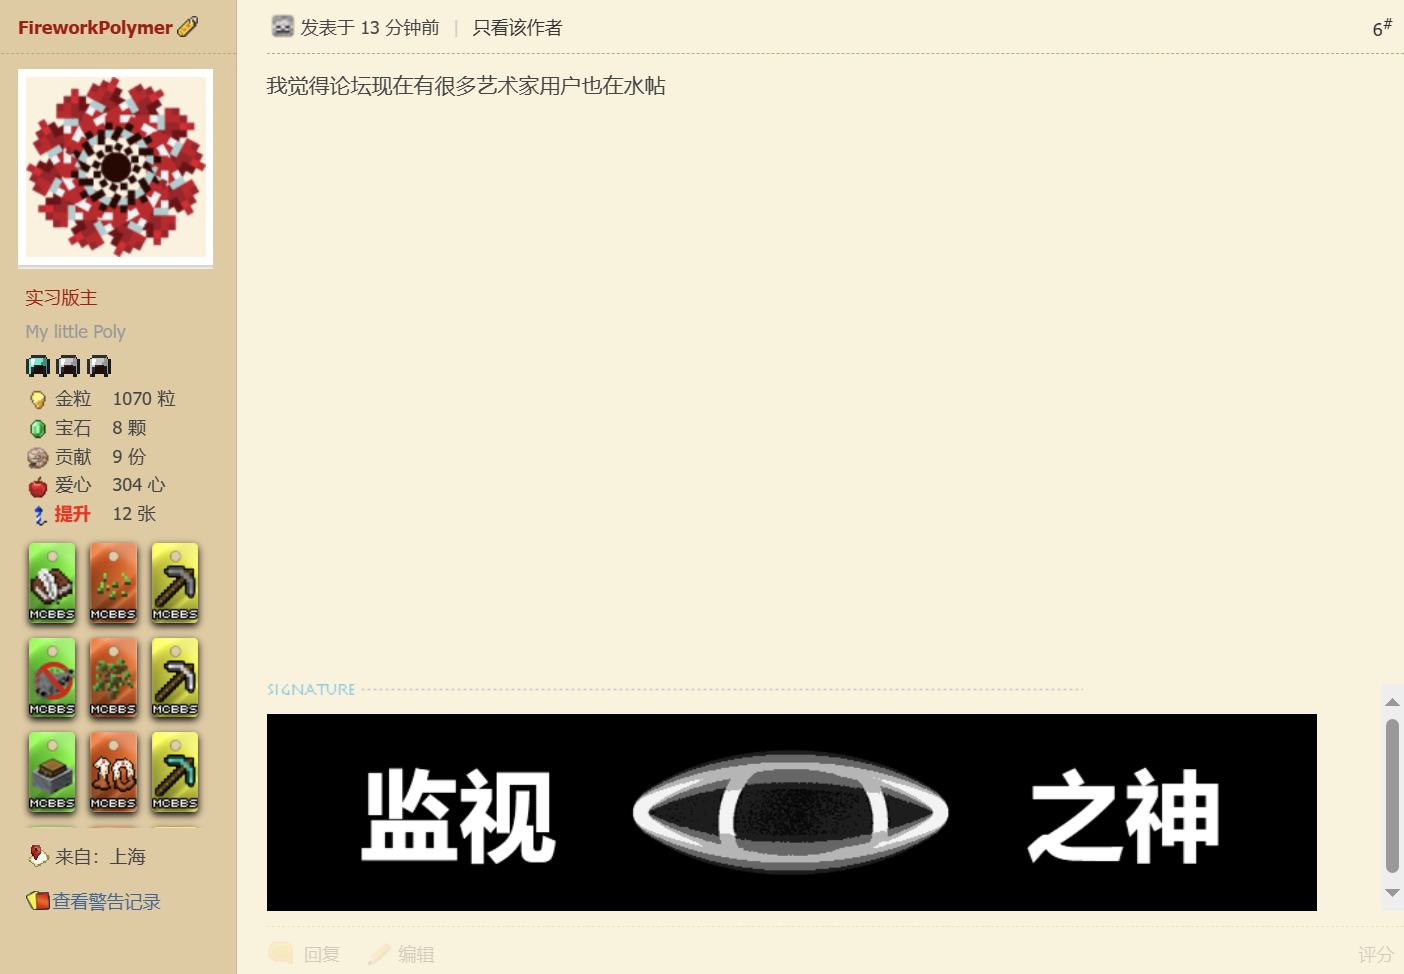 FireworkPolymer
发表于 13 分钟前 | 只看该作者
6#
我觉得论坛现在有很多艺术家用户也在水帖
实习版主
My little Poly
金粒 1070 粒
宝石 8 颗
贡献 9 份
爱心 304 心
提升 12 张
MCBBS MCBBS MCBBS
MCBBS MCBBS MCBBS
10
MCBBS MCBBS MCBBS
来自：上海
查看警告记录
SIGNATURE
监视 之神
回复 编辑 评分